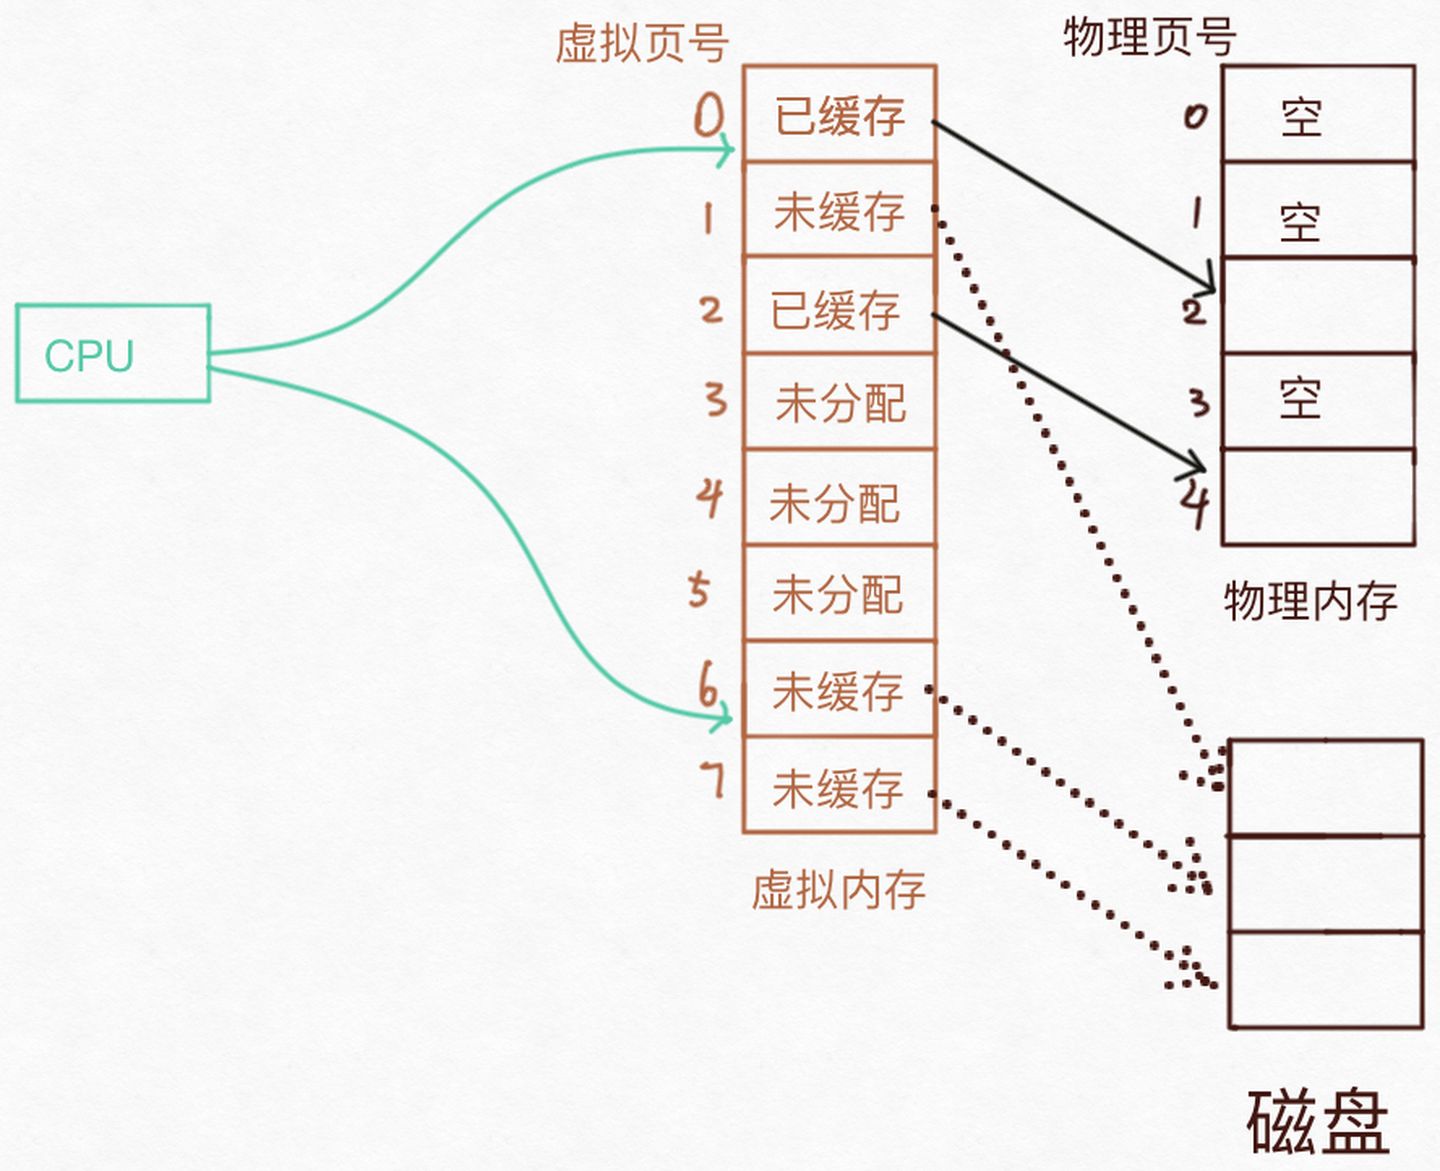 虚拟页号
物理页号
0 已缓存
1 未缓存
2 已缓存
3 未分配
4 未分配
5 未分配
6 未缓存
7 未缓存
虚拟内存
CPU
0 空
1 空
2
3 空
4
物理内存
磁盘